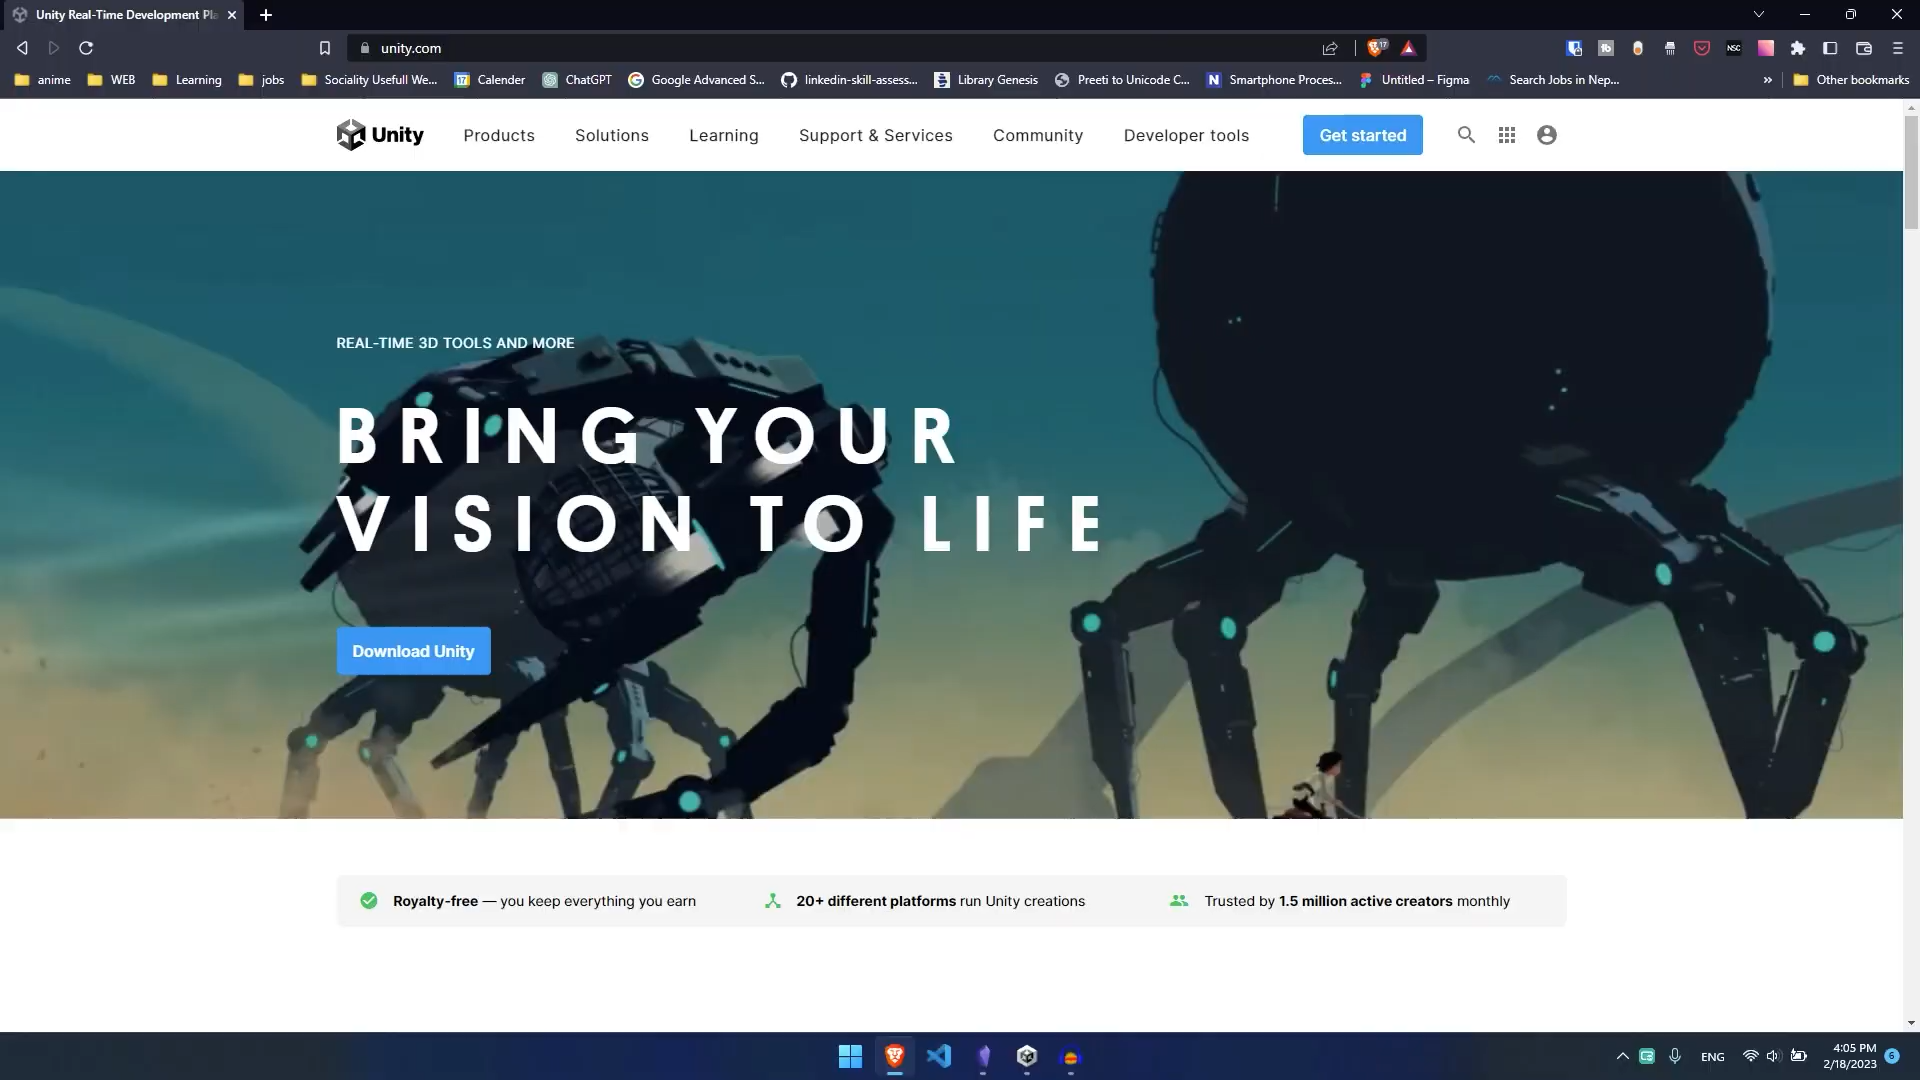 Unity Real-Time Development Pla
unity.com
17
NSC
anime
WEB
Learning
jobs
Sociality Usefull We...
17
Calender
ChatGPT
Google Advanced S...
linkedin-skill-assess...
Library Genesis
Preeti to Unicode C...
N
Smartphone Proces...
Untitled – Figma
Search Jobs in Nep...
»
Other bookmarks
Unity
Products
Solutions
Learning
Support & Services
Community
Developer tools
Get started
REAL-TIME 3D TOOLS AND MORE
BRING YOUR
VISION TO LIFE
Download Unity
Royalty-free — you keep everything you earn
20+ different platforms run Unity creations
Trusted by 1.5 million active creators monthly
ENG
4:05 PM
2/18/2023
6